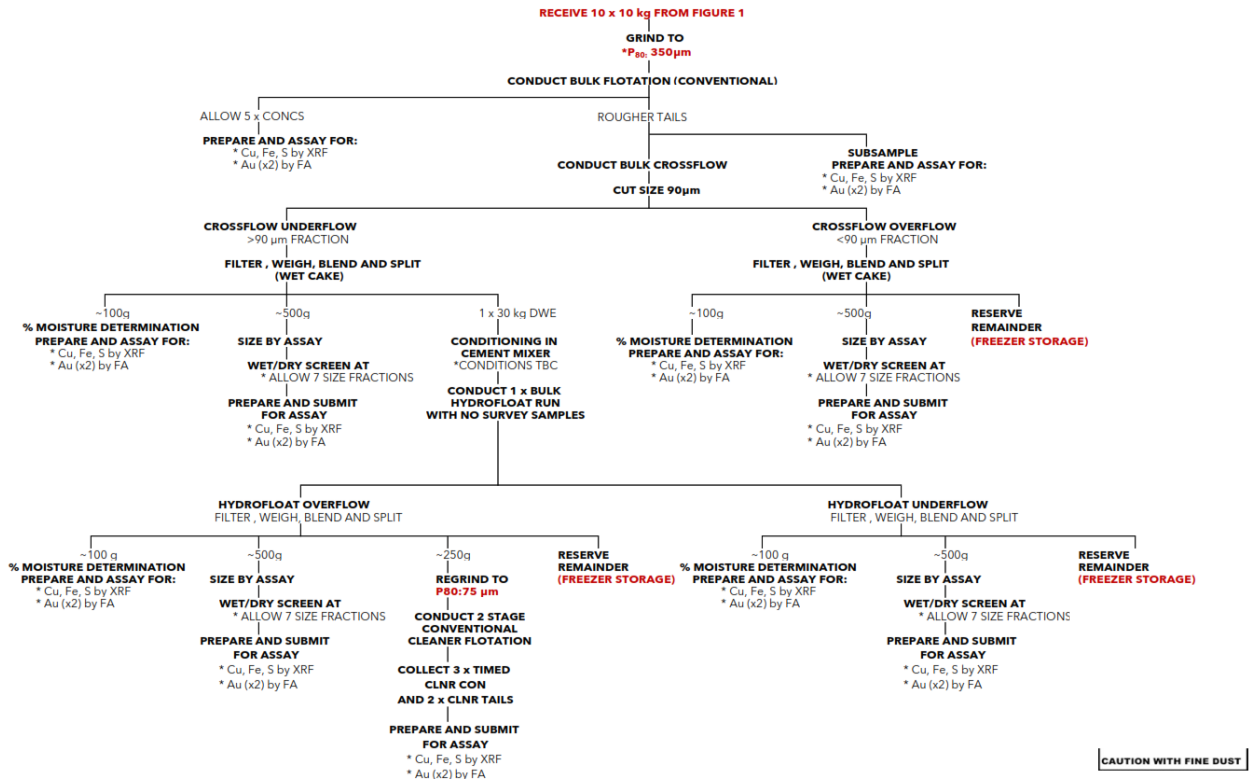 RECEIVE 10 x 10 kg FROM FIGURE 1
GRIND TO
*P80: 350µm
CONDUCT BULK FLOTATION (CONVENTIONAL)
ALLOW 5 x CONCS
PREPARE AND ASSAY FOR:
* Cu, Fe, S by XRF
* Au (x2) by FA
ROUGHER TAILS
CONDUCT BULK CROSSFLOW
CUT SIZE 90µm
SUBSAMPLE
PREPARE AND ASSAY FOR:
* Cu, Fe, S by XRF
* Au (x2) by FA
CROSSFLOW UNDERFLOW
>90 µm FRACTION
FILTER , WEIGH, BLEND AND SPLIT
(WET CAKE)
~100g
% MOISTURE DETERMINATION
PREPARE AND ASSAY FOR:
* Cu, Fe, S by XRF
* Au (x2) by FA
~500g
SIZE BY ASSAY
WET/DRY SCREEN AT
* ALLOW 7 SIZE FRACTIONS
PREPARE AND SUBMIT
FOR ASSAY
* Cu, Fe, S by XRF
* Au (x2) by FA
1 x 30 kg DWE
CONDITIONING IN
CEMENT MIXER
*CONDITIONS TBC
CONDUCT 1 x BULK
HYDROFLOAT RUN
WITH NO SURVEY SAMPLES
CROSSFLOW OVERFLOW
<90 µm FRACTION
FILTER , WEIGH, BLEND AND SPLIT
(WET CAKE)
~100g
% MOISTURE DETERMINATION
PREPARE AND ASSAY FOR:
* Cu, Fe, S by XRF
* Au (x2) by FA
~500g
SIZE BY ASSAY
WET/DRY SCREEN AT
* ALLOW 7 SIZE FRACTIONS
PREPARE AND SUBMIT
FOR ASSAY
* Cu, Fe, S by XRF
* Au (x2) by FA
RESERVE
REMAINDER
(FREEZER STORAGE)
HYDROFLOAT OVERFLOW
FILTER , WEIGH, BLEND AND SPLIT
~100 g
% MOISTURE DETERMINATION
PREPARE AND ASSAY FOR:
* Cu, Fe, S by XRF
* Au (x2) by FA
~500g
SIZE BY ASSAY
WET/DRY SCREEN AT
* ALLOW 7 SIZE FRACTIONS
PREPARE AND SUBMIT
FOR ASSAY
* Cu, Fe, S by XRF
* Au (x2) by FA
~250g
REGRIND TO
P80:75 µm
CONDUCT 2 STAGE
CONVENTIONAL
CLEANER FLOTATION
COLLECT 3 x TIMED
CLNR CON
AND 2 x CLNR TAILS
PREPARE AND SUBMIT
FOR ASSAY
* Cu, Fe, S by XRF
* Au (x2) by FA
RESERVE
REMAINDER
(FREEZER STORAGE)
HYDROFLOAT UNDERFLOW
FILTER , WEIGH, BLEND AND SPLIT
~100 g
% MOISTURE DETERMINATION
PREPARE AND ASSAY FOR:
* Cu, Fe, S by XRF
* Au (x2) by FA
~500g
SIZE BY ASSAY
WET/DRY SCREEN AT
* ALLOW 7 SIZE FRACTIONS
PREPARE AND SUBMIT
FOR ASSAY
* Cu, Fe, S by XRF
* Au (x2) by FA
RESERVE
REMAINDER
(FREEZER STORAGE)
CAUTION WITH FINE DUST